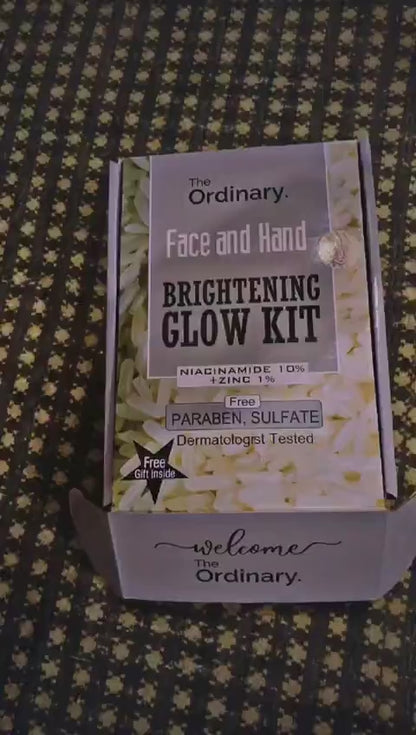 The
Ordinary.
Face and Hand
BRIGHTENING
GLOW KIT
NIACINAMIDE 10%
+ZINC 1%
Free
PARABEN, SULFATE
Dermatologist Tested
Free
Gift inside
welcome
The
Ordinary.